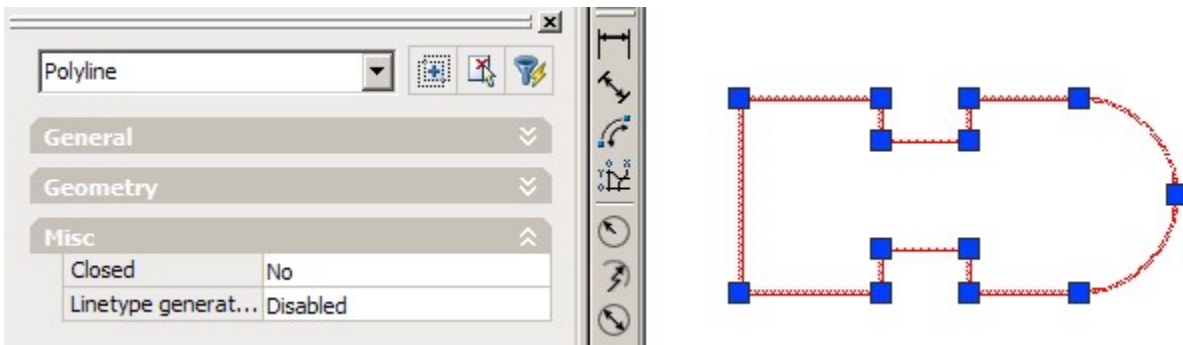 Polyline
General
Geometry
Misc
Closed No
Linetype generat... Disabled